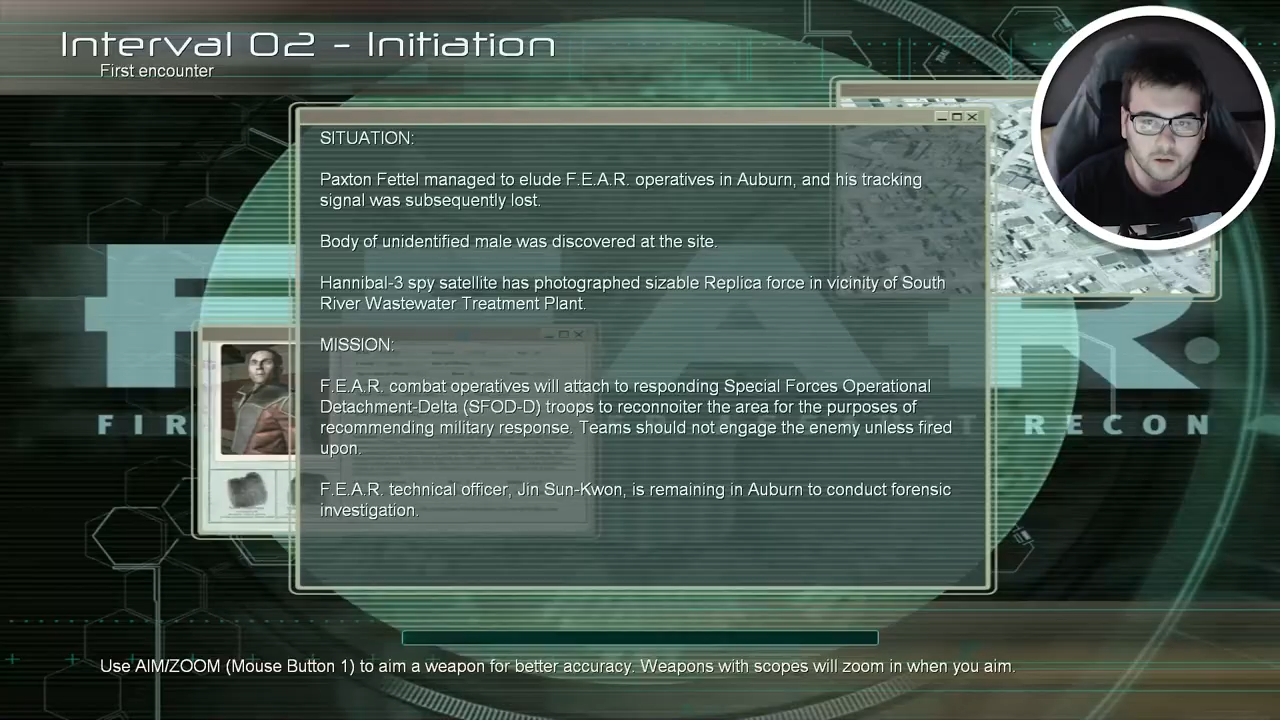 Interval 02 - Initiation
First encounter
SITUATION:
Paxton Fettel managed to elude F.E.A.R. operatives in Auburn, and his tracking
signal was subsequently lost.
Body of unidentified male was discovered at the site.
Hannibal-3 spy satellite has photographed sizable Replica force in vicinity of South
River Wastewater Treatment Plant.
MISSION:
F.E.A.R. combat operatives will attach to responding Special Forces Operational
Detachment-Delta (SFOD-D) troops to reconnoiter the area for the purposes of
recommending military response. Teams should not engage the enemy unless fired
upon.
F.E.A.R. technical officer, Jin Sun-Kwon, is remaining in Auburn to conduct forensic
investigation.
RECON
Use AIM/ZOOM (Mouse Button 1) to aim a weapon for better accuracy. Weapons with scopes will zoom in when you aim.